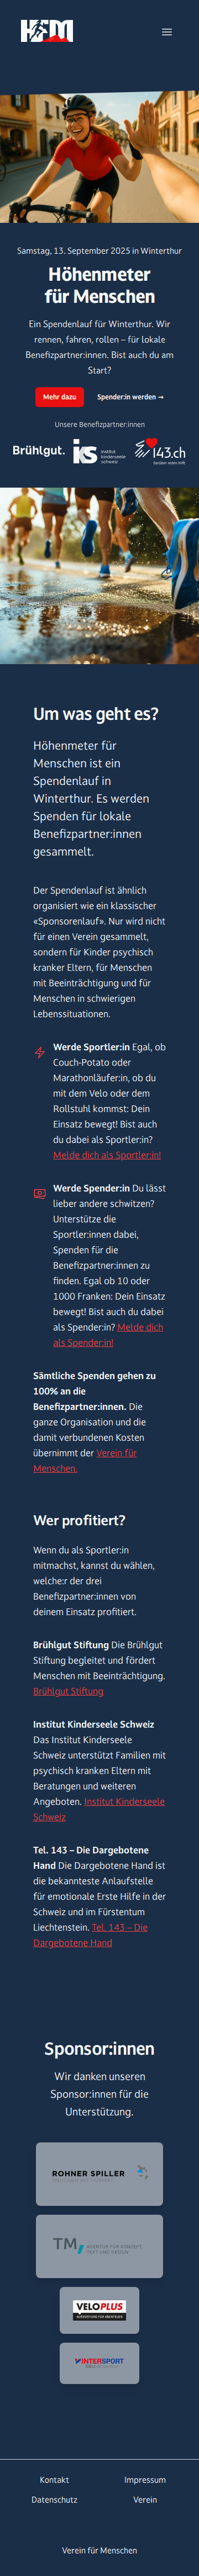 HFM
Samstag, 13. September 2025 in Winterthur
Höhenmeter
für Menschen
Ein Spendenlauf für Winterthur. Wir
rennen, fahren, rollen – für lokale
Benefizpartner:innen. Bist auch du am
Start?
Mehr dazu
Spender:in werden →
Unsere Benefizpartner:innen
Brühlgut.
iks institut
kinderseele
schweiz
143.ch
Um was geht es?
Höhenmeter für
Menschen ist ein
Spendenlauf in
Winterthur. Es werden
Spenden für lokale
Benefizpartner:innen
gesammelt.
Der Spendenlauf ist ähnlich
organisiert wie ein klassischer
«Sponsorenlauf». Nur wird nicht
für einen Verein gesammelt,
sondern für Kinder psychisch
kranker Eltern, für Menschen
mit Beeinträchtigung und für
Menschen in schwierigen
Lebenssituationen.
Werde Sportler:in Egal, ob
Couch-Potato oder
Marathonläufer:in, ob du
mit dem Velo oder dem
Rollstuhl kommst: Dein
Einsatz bewegt! Bist auch
du dabei als Sportler:in?
Melde dich als Sportler:in!
Werde Spender:in Du lässt
lieber andere schwitzen?
Unterstütze die
Sportler:innen dabei,
Spenden für die
Benefizpartner:innen zu
finden. Egal ob 10 oder
1000 Franken: Dein Einsatz
bewegt! Bist auch du dabei
als Spender:in? Melde dich
als Spender:in!
Sämtliche Spenden gehen zu
100% an die
Benefizpartner:innen. Die
ganze Organisation und die
damit verbundenen Kosten
übernimmt der Verein für
Menschen.
Wer profitiert?
Wenn du als Sportler:in
mitmachst, kannst du wählen,
welche:r der drei
Benefizpartner:innen von
deinem Einsatz profitiert.
Brühlgut Stiftung Die Brühlgut
Stiftung begleitet und fördert
Menschen mit Beeinträchtigung.
Brühlgut Stiftung
Institut Kinderseele Schweiz
Das Institut Kinderseele
Schweiz unterstützt Familien mit
psychisch kranken Eltern mit
Beratungen und weiteren
Angeboten. Institut Kinderseele
Schweiz
Tel. 143 – Die Dargebotene
Hand Die Dargebotene Hand ist
die bekannteste Anlaufstelle
für emotionale Erste Hilfe in der
Schweiz und im Fürstentum
Liechtenstein. Tel. 143 – Die
Dargebotene Hand
Sponsor:innen
Wir danken unseren
Sponsor:innen für die
Unterstützung.
ROHNER SPILLER
TM/ AGENTUR FÜR KONZEPT,
TEXT UND DESIGN
VELOPLUS
AUSRÜSTUNG FÜR ABENTEUER
INTERSPORT
Kontakt Impressum
Datenschutz Verein
Verein für Menschen